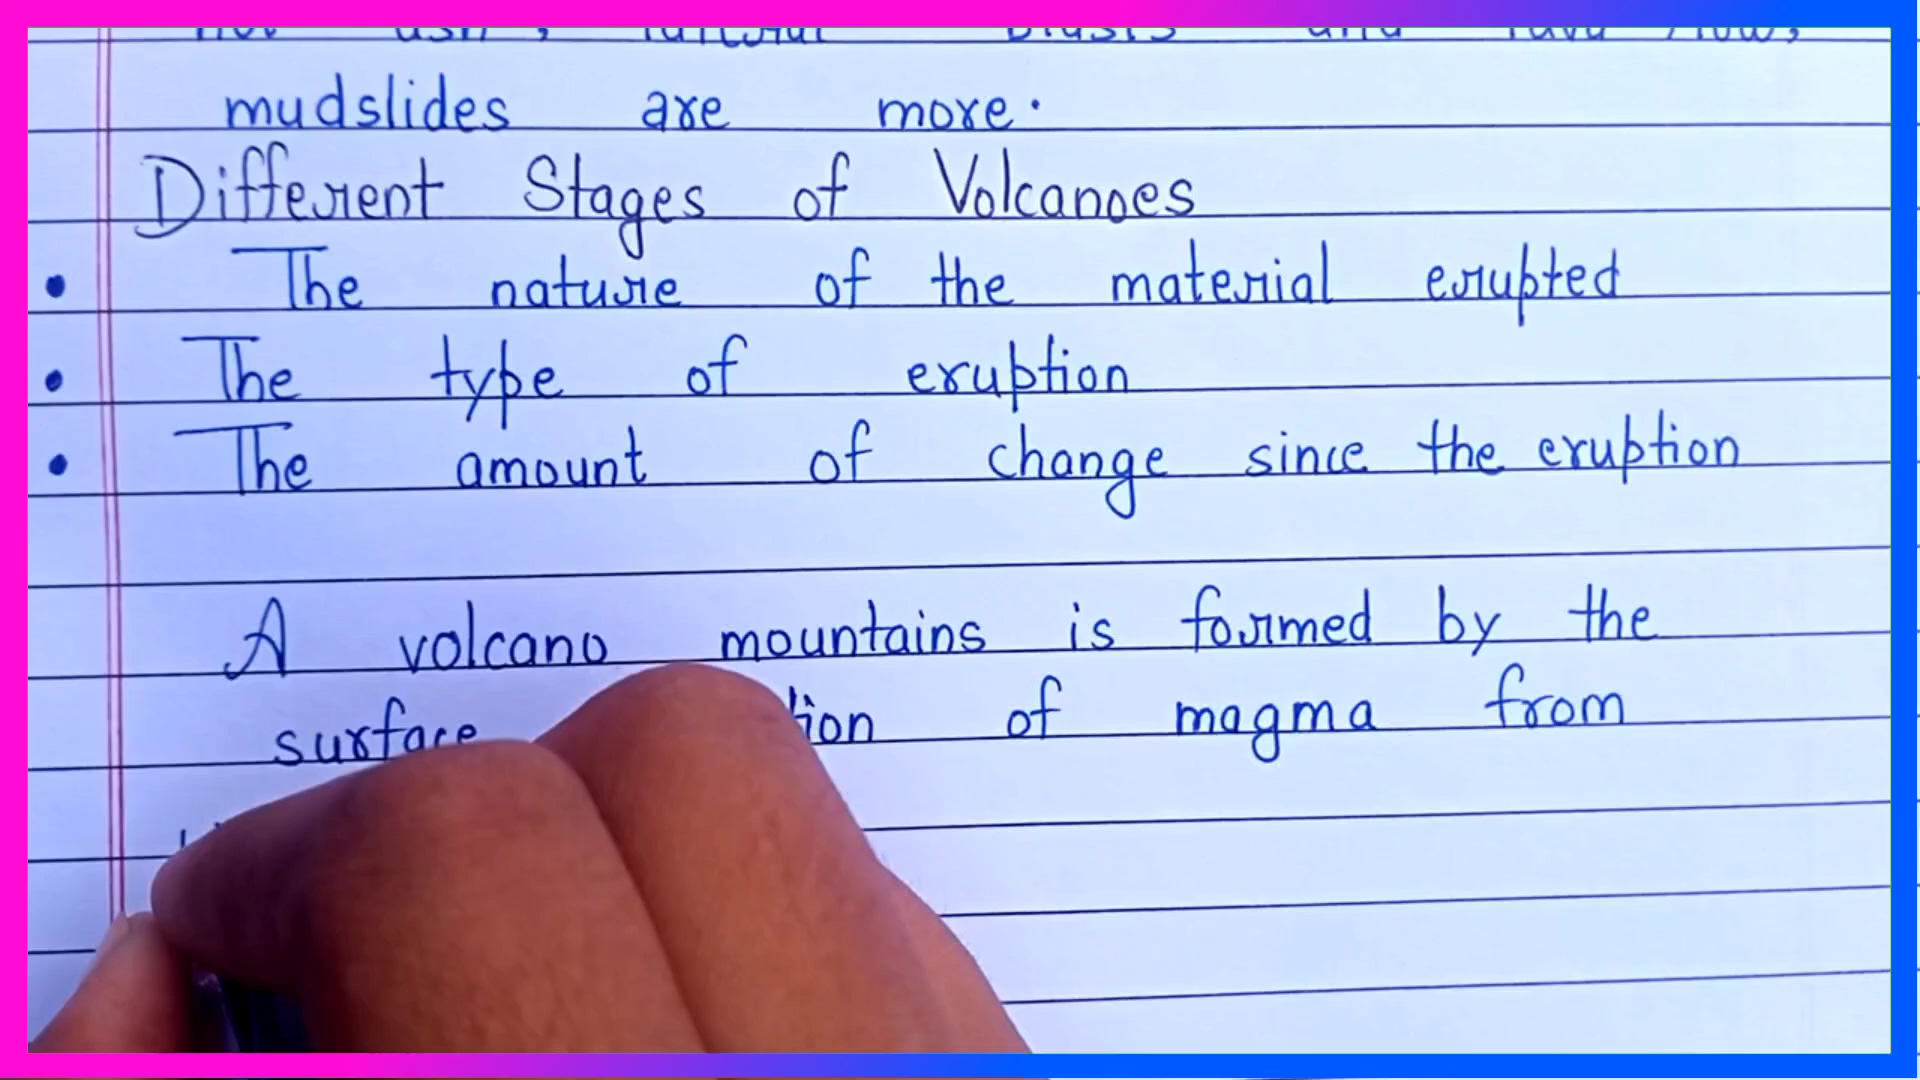 mudslides are more.
Different Stages of Volcanoes
• The nature of the material erupted
• The type of eruption
• The amount of change since the eruption
A volcano mountains is formed by the
surface of magma from